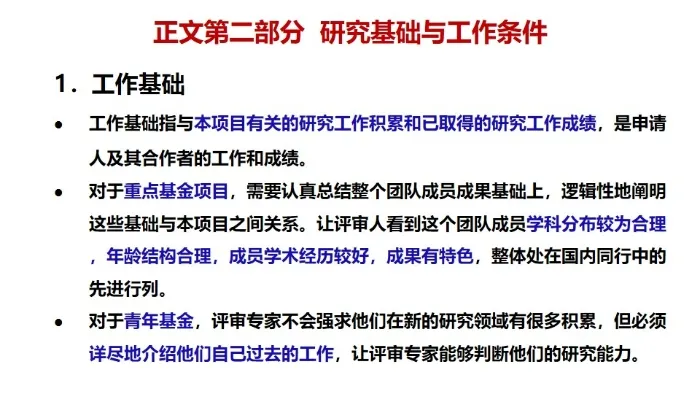 正文第二部分 研究基础与工作条件
1. 工作基础
• 工作基础指与本项目有关的研究工作积累和已取得的研究工作成绩，是申请
人及其合作者的工作和成绩。
• 对于重点基金项目，需要认真总结整个团队成员成果基础上，逻辑性地阐明
这些基础与本项目之间关系。让评审人看到这个团队成员学科分布较为合理
，年龄结构合理，成员学术经历较好，成果有特色，整体处在国内同行中的
先进行列。
• 对于青年基金，评审专家不会强求他们在新的研究领域有很多积累，但必须
详尽地介绍他们自己过去的工作，让评审专家能够判断他们的研究能力。